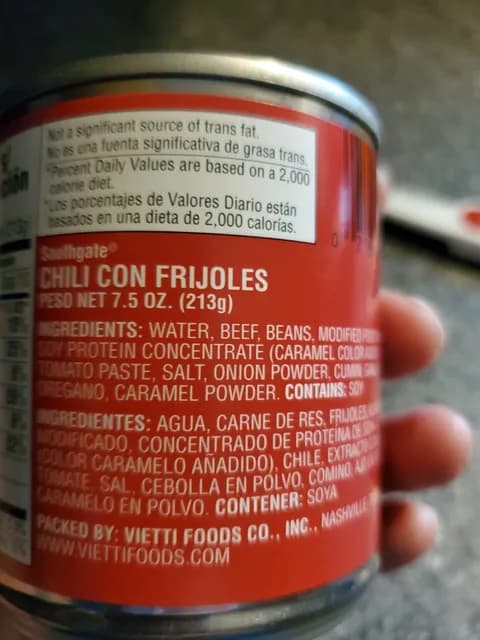 Not a significant source of trans fat.
No es una fuenta significativa de grasa trans.
*Percent Daily Values are based on a 2,000
calorie diet.
*Los porcentajes de Valores Diario están
basados en una dieta de 2,000 calorías.
Southgate®
CHILI CON FRIJOLES
PESO NET 7.5 OZ. (213g)
INGREDIENTS: WATER, BEEF, BEANS, MODIFIED
SOY PROTEIN CONCENTRATE (CARAMEL COLOR
TOMATO PASTE, SALT, ONION POWDER, CUMIN,
OREGANO, CARAMEL POWDER. CONTAINS: SOY
INGREDIENTES: AGUA, CARNE DE RES, FRIJOLES,
MODIFICADO, CONCENTRADO DE PROTEINA DE
(COLOR CARAMELO AÑADIDO), CHILE, EXTRACTO
TOMATE, SAL, CEBOLLA EN POLVO, COMINO,
CARAMELO EN POLVO. CONTENER: SOYA
PACKED BY: VIETTI FOODS CO., INC., NASHVILLE,
WWW.VIETTIFOODS.COM